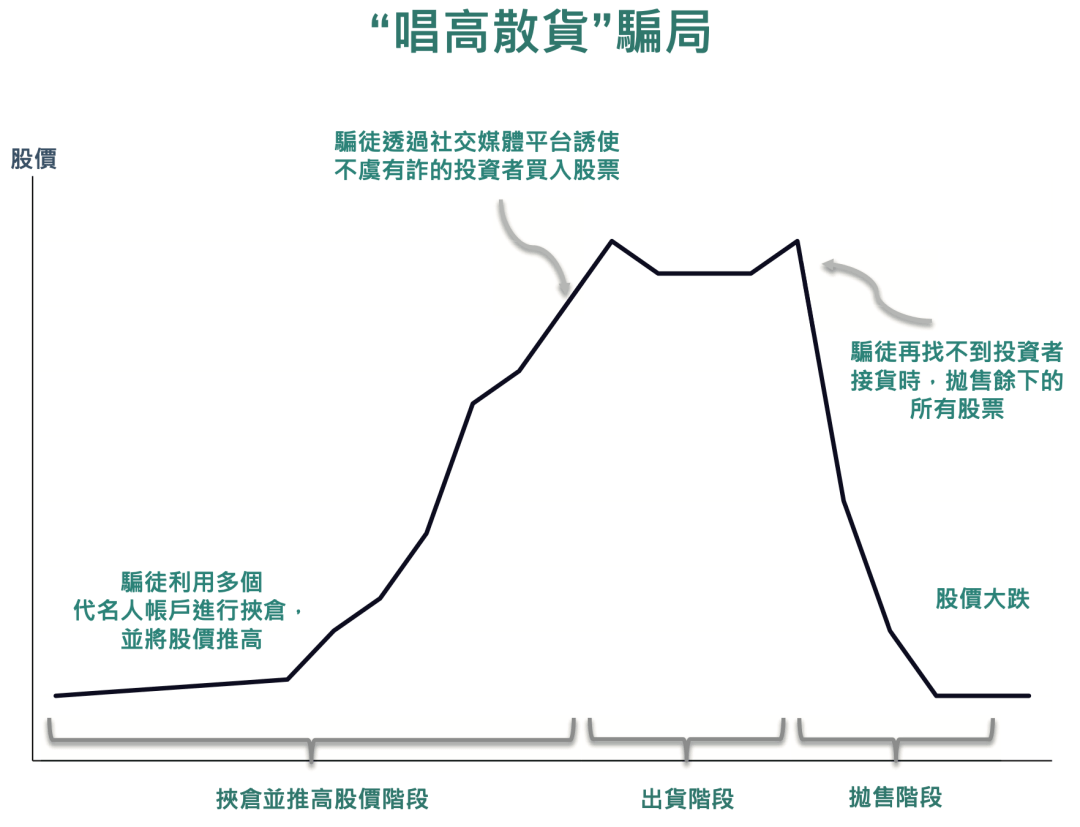 “唱高散貨”騙局
騙徒透過社交媒體平台誘使
不虞有詐的投資者買入股票
股價
騙徒再找不到投資者
接貨時，拋售餘下的
所有股票
騙徒利用多個
代名人帳戶進行挾倉，
並將股價推高
股價大跌
挾倉並推高股價階段
出貨階段
拋售階段